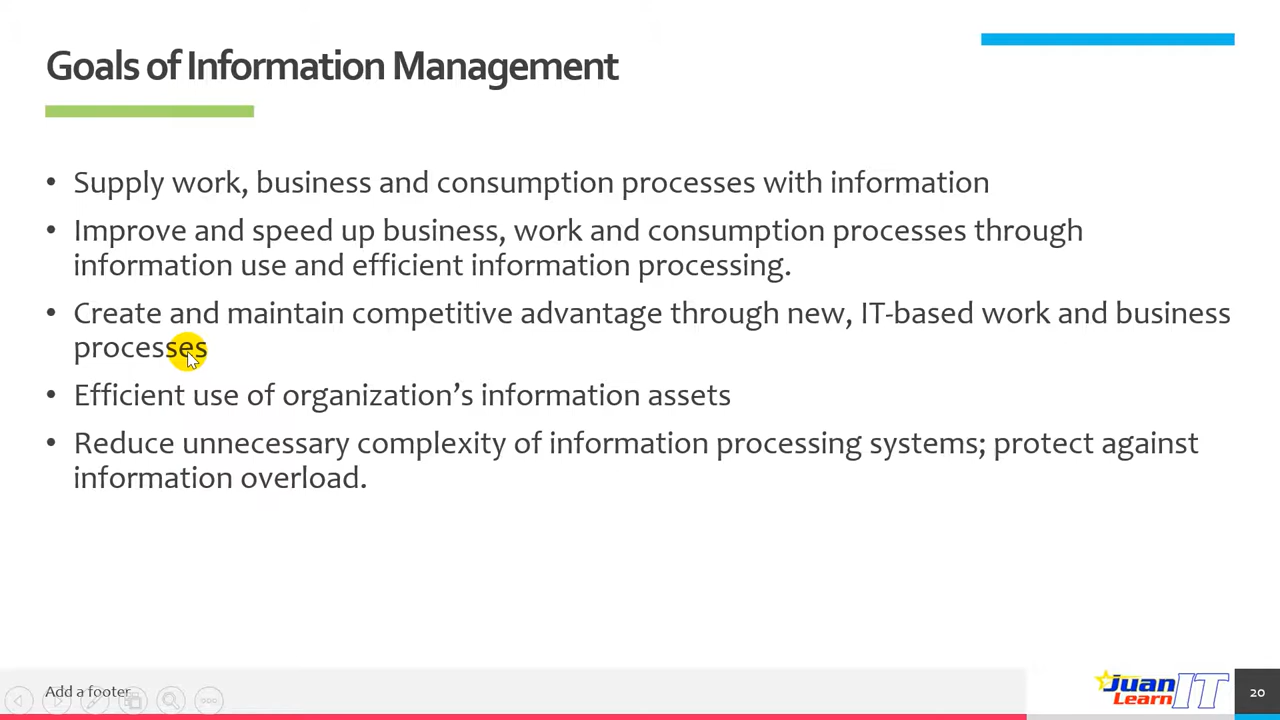 Goals of Information Management
• Supply work, business and consumption processes with information
• Improve and speed up business, work and consumption processes through
information use and efficient information processing.
• Create and maintain competitive advantage through new, IT-based work and business
processes
• Efficient use of organization’s information assets
• Reduce unnecessary complexity of information processing systems; protect against
information overload.
Add a footer
Juan
Learn
IT
20